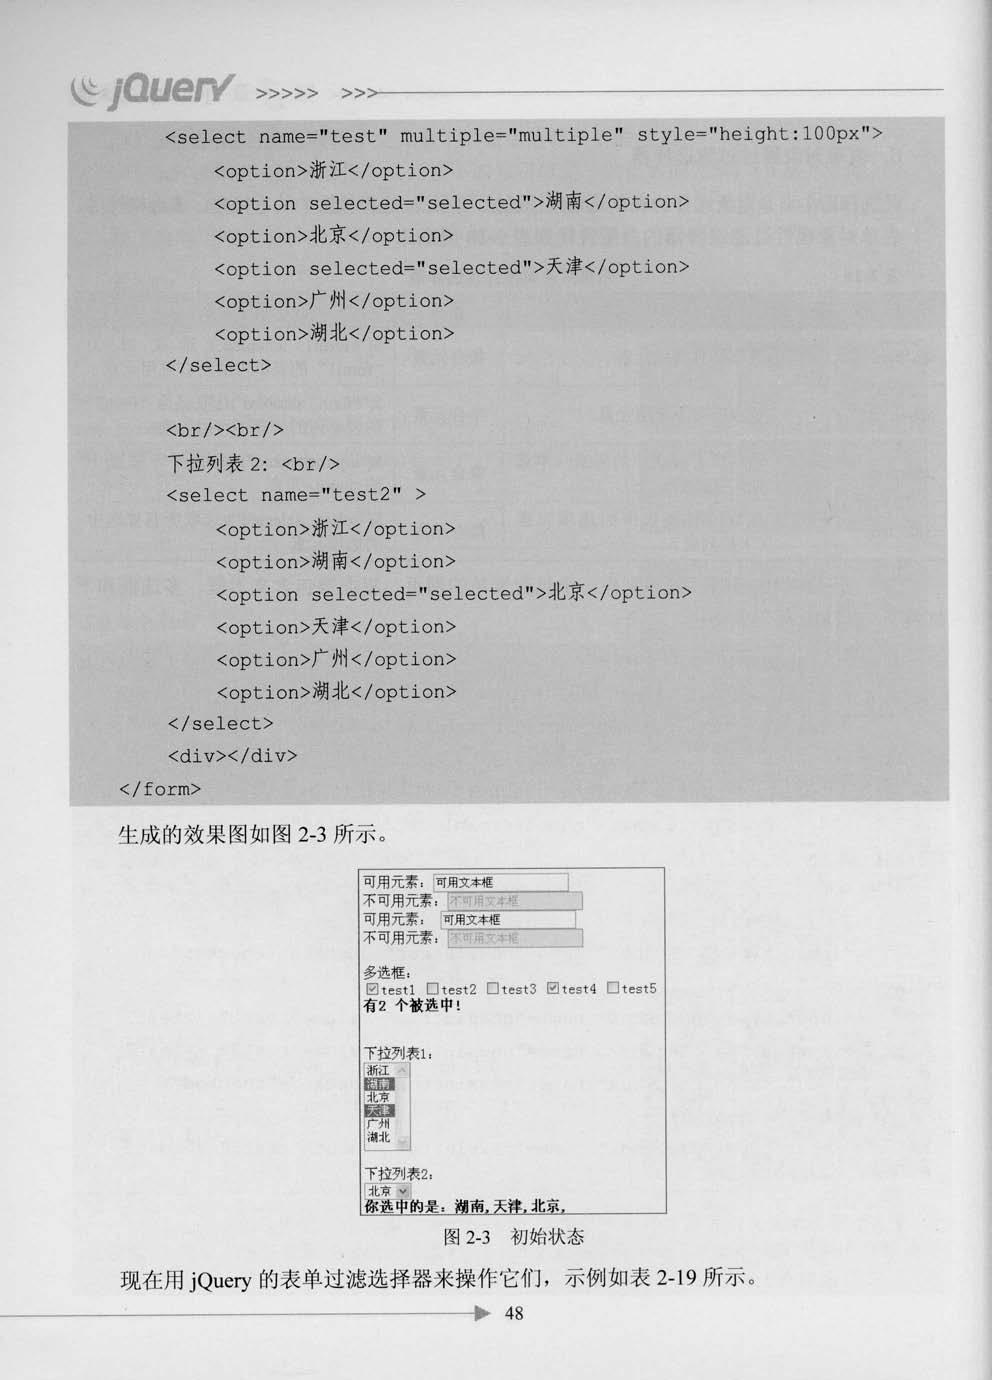 jQuery >>>>> >>>
<select name="test" multiple="multiple" style="height:100px">
<option>浙江</option>
<option selected="selected">湖南</option>
<option>北京</option>
<option selected="selected">天津</option>
<option>广州</option>
<option>湖北</option>
</select>
<br/><br/>
下拉列表 2: <br/>
<select name="test2" >
<option>浙江</option>
<option>湖南</option>
<option selected="selected">北京</option>
<option>天津</option>
<option>广州</option>
<option>湖北</option>
</select>
<div></div>
</form>
生成的效果图如图 2-3 所示。
可用元素：可用文本框
不可用元素：不可用文本框
可用元素：可用文本框
不可用元素：不可用文本框
多选框：
test1 test2 test3 test4 test5
有2 个被选中！
下拉列表1：
浙江
湖南
北京
天津
广州
湖北
下拉列表2：
北京
你选中的是：湖南,天津,北京,
图 2-3 初始状态
现在用 jQuery 的表单过滤选择器来操作它们，示例如表 2-19 所示。
48